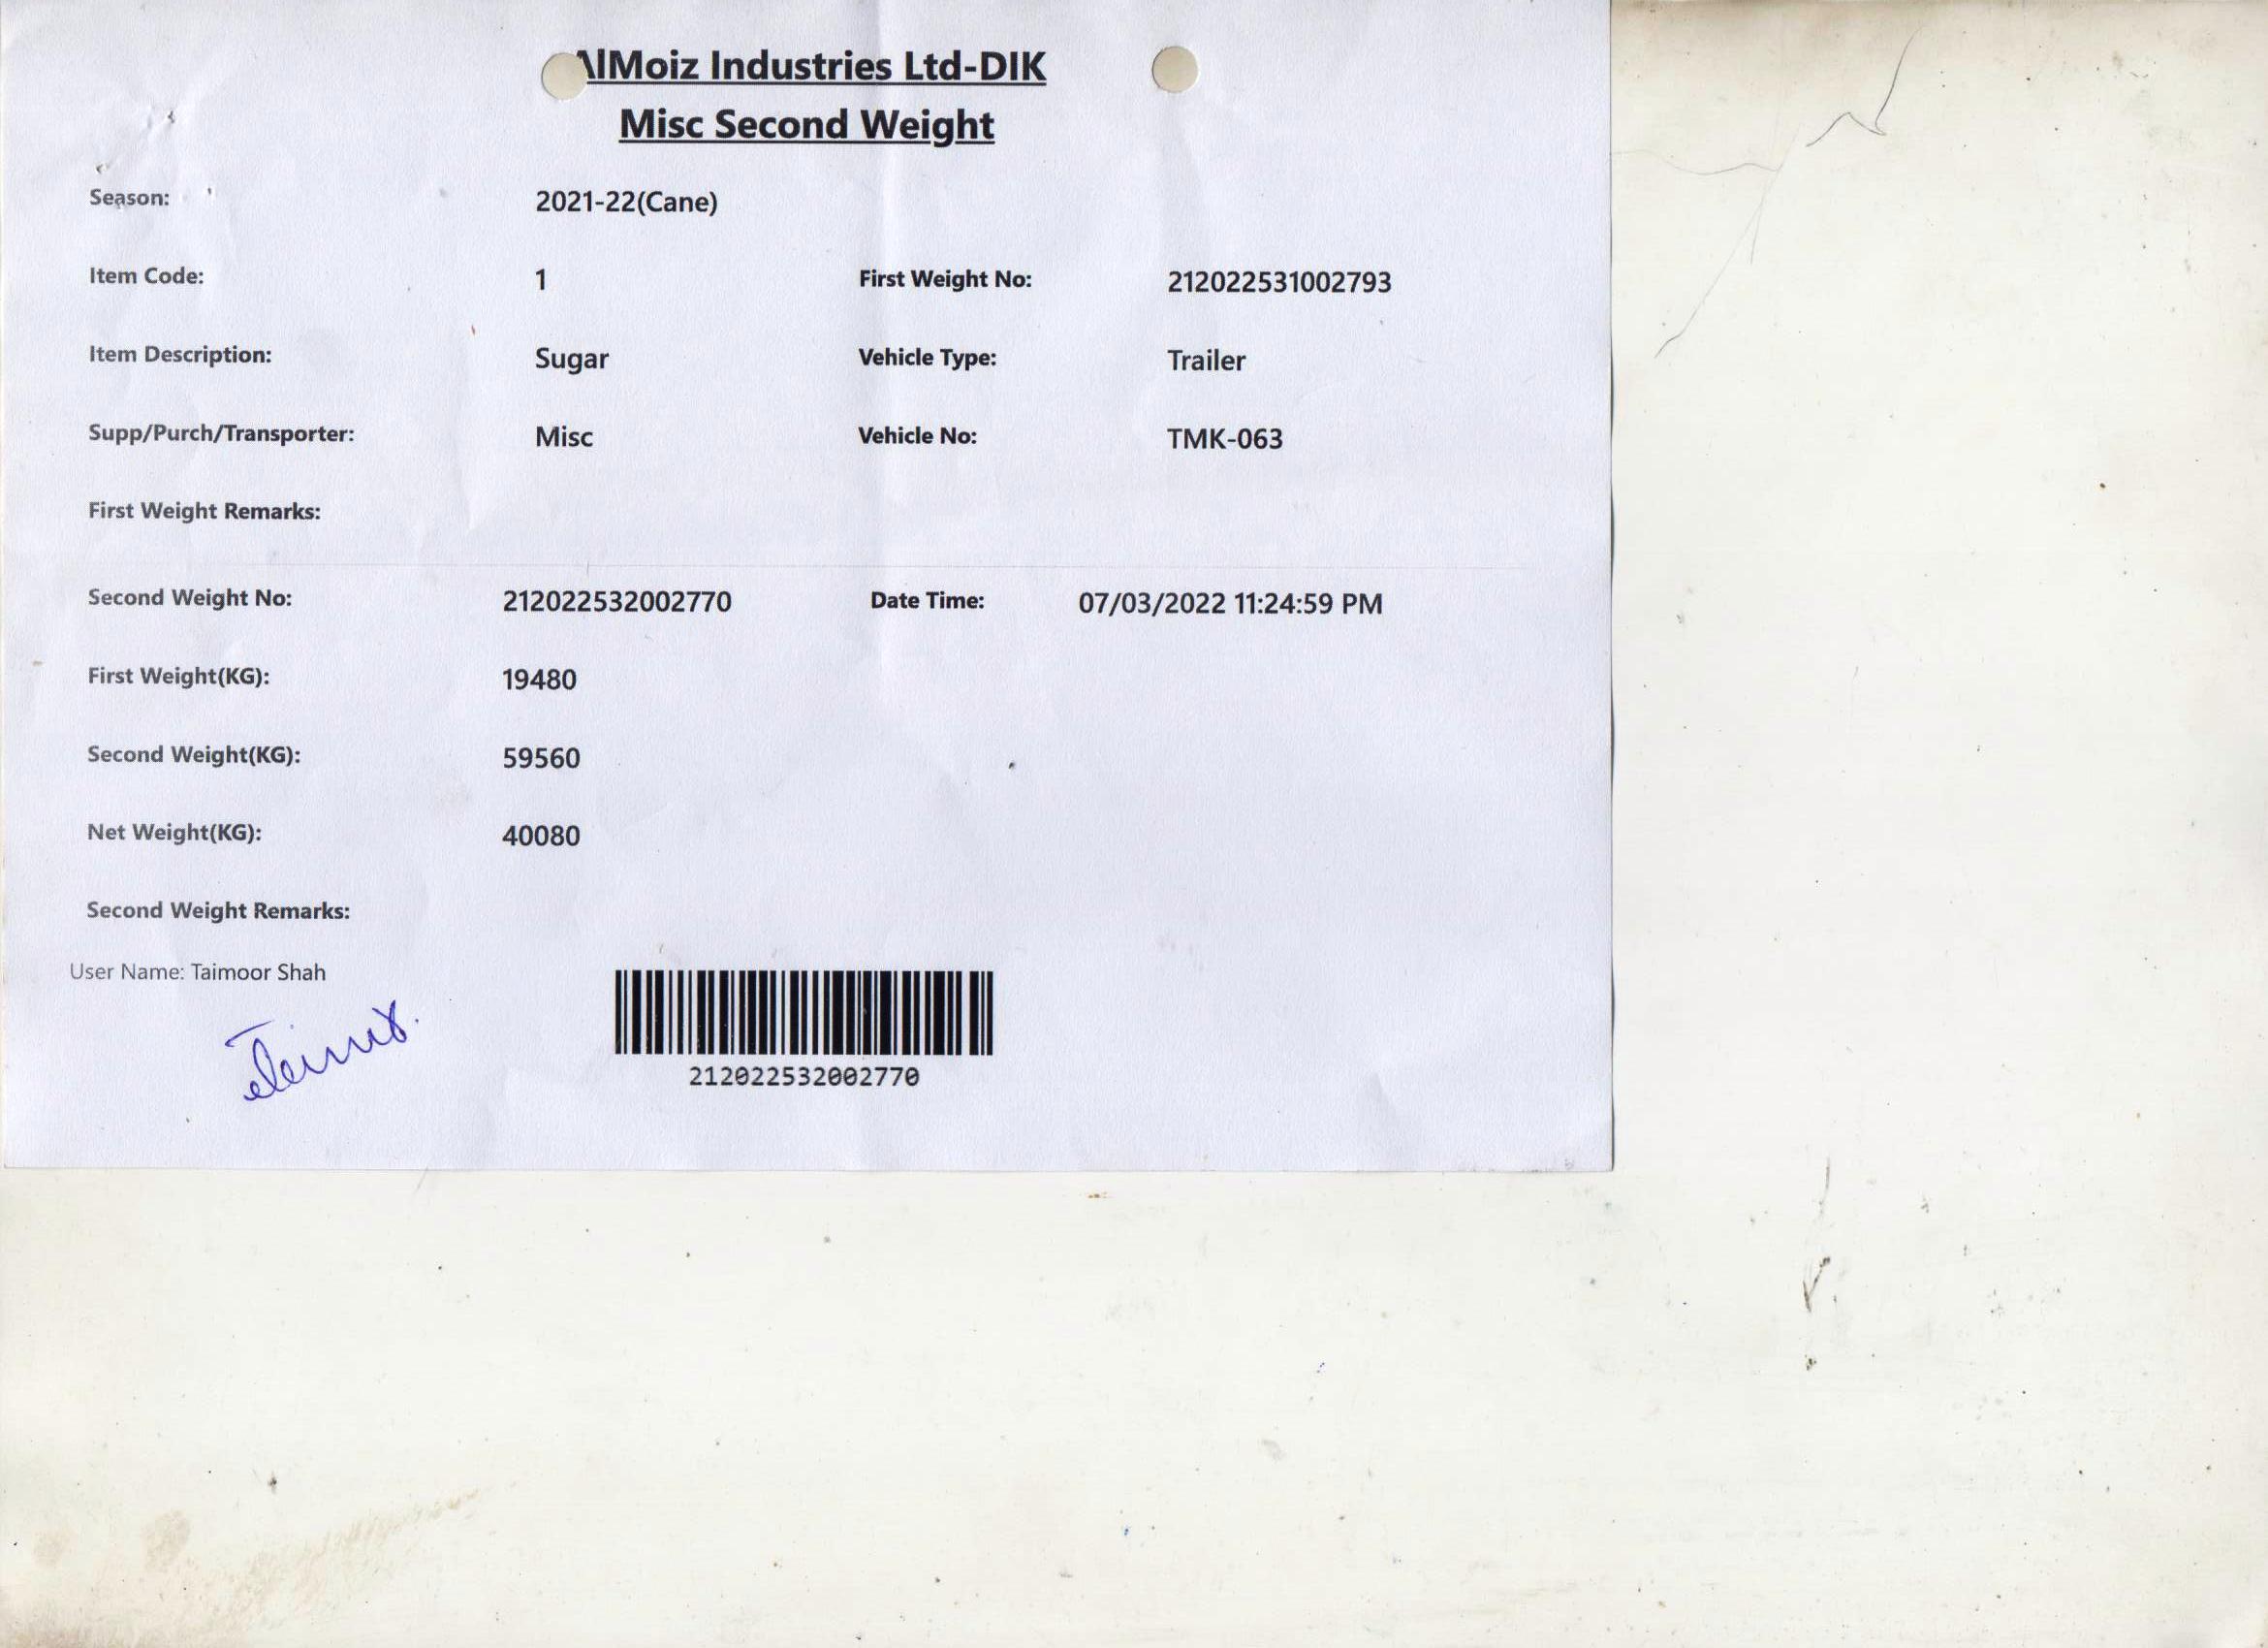 AlMoiz Industries Ltd-DIK
Misc Second Weight
Season: 2021-22(Cane)
Item Code: 1 First Weight No: 212022531002793
Item Description: Sugar Vehicle Type: Trailer
Supp/Purch/Transporter: Misc Vehicle No: TMK-063
First Weight Remarks:
Second Weight No: 212022532002770 Date Time: 07/03/2022 11:24:59 PM
First Weight(KG): 19480
Second Weight(KG): 59560
Net Weight(KG): 40080
Second Weight Remarks:
User Name: Taimoor Shah
212022532002770